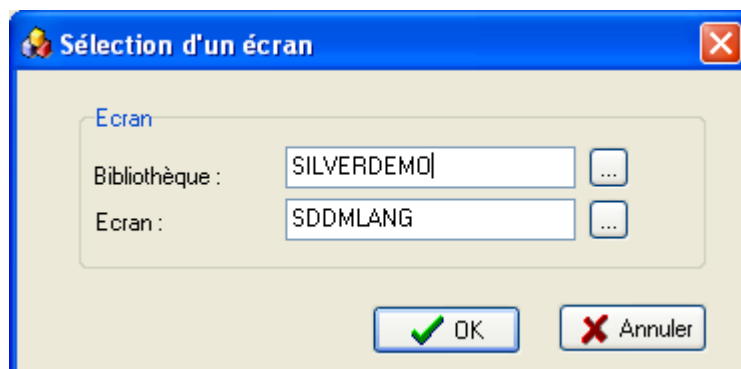 Sélection d'un écran
Ecran
Bibliothèque : SILVERDEMO ...
Ecran : SDDMLANG ...
OK Annuler